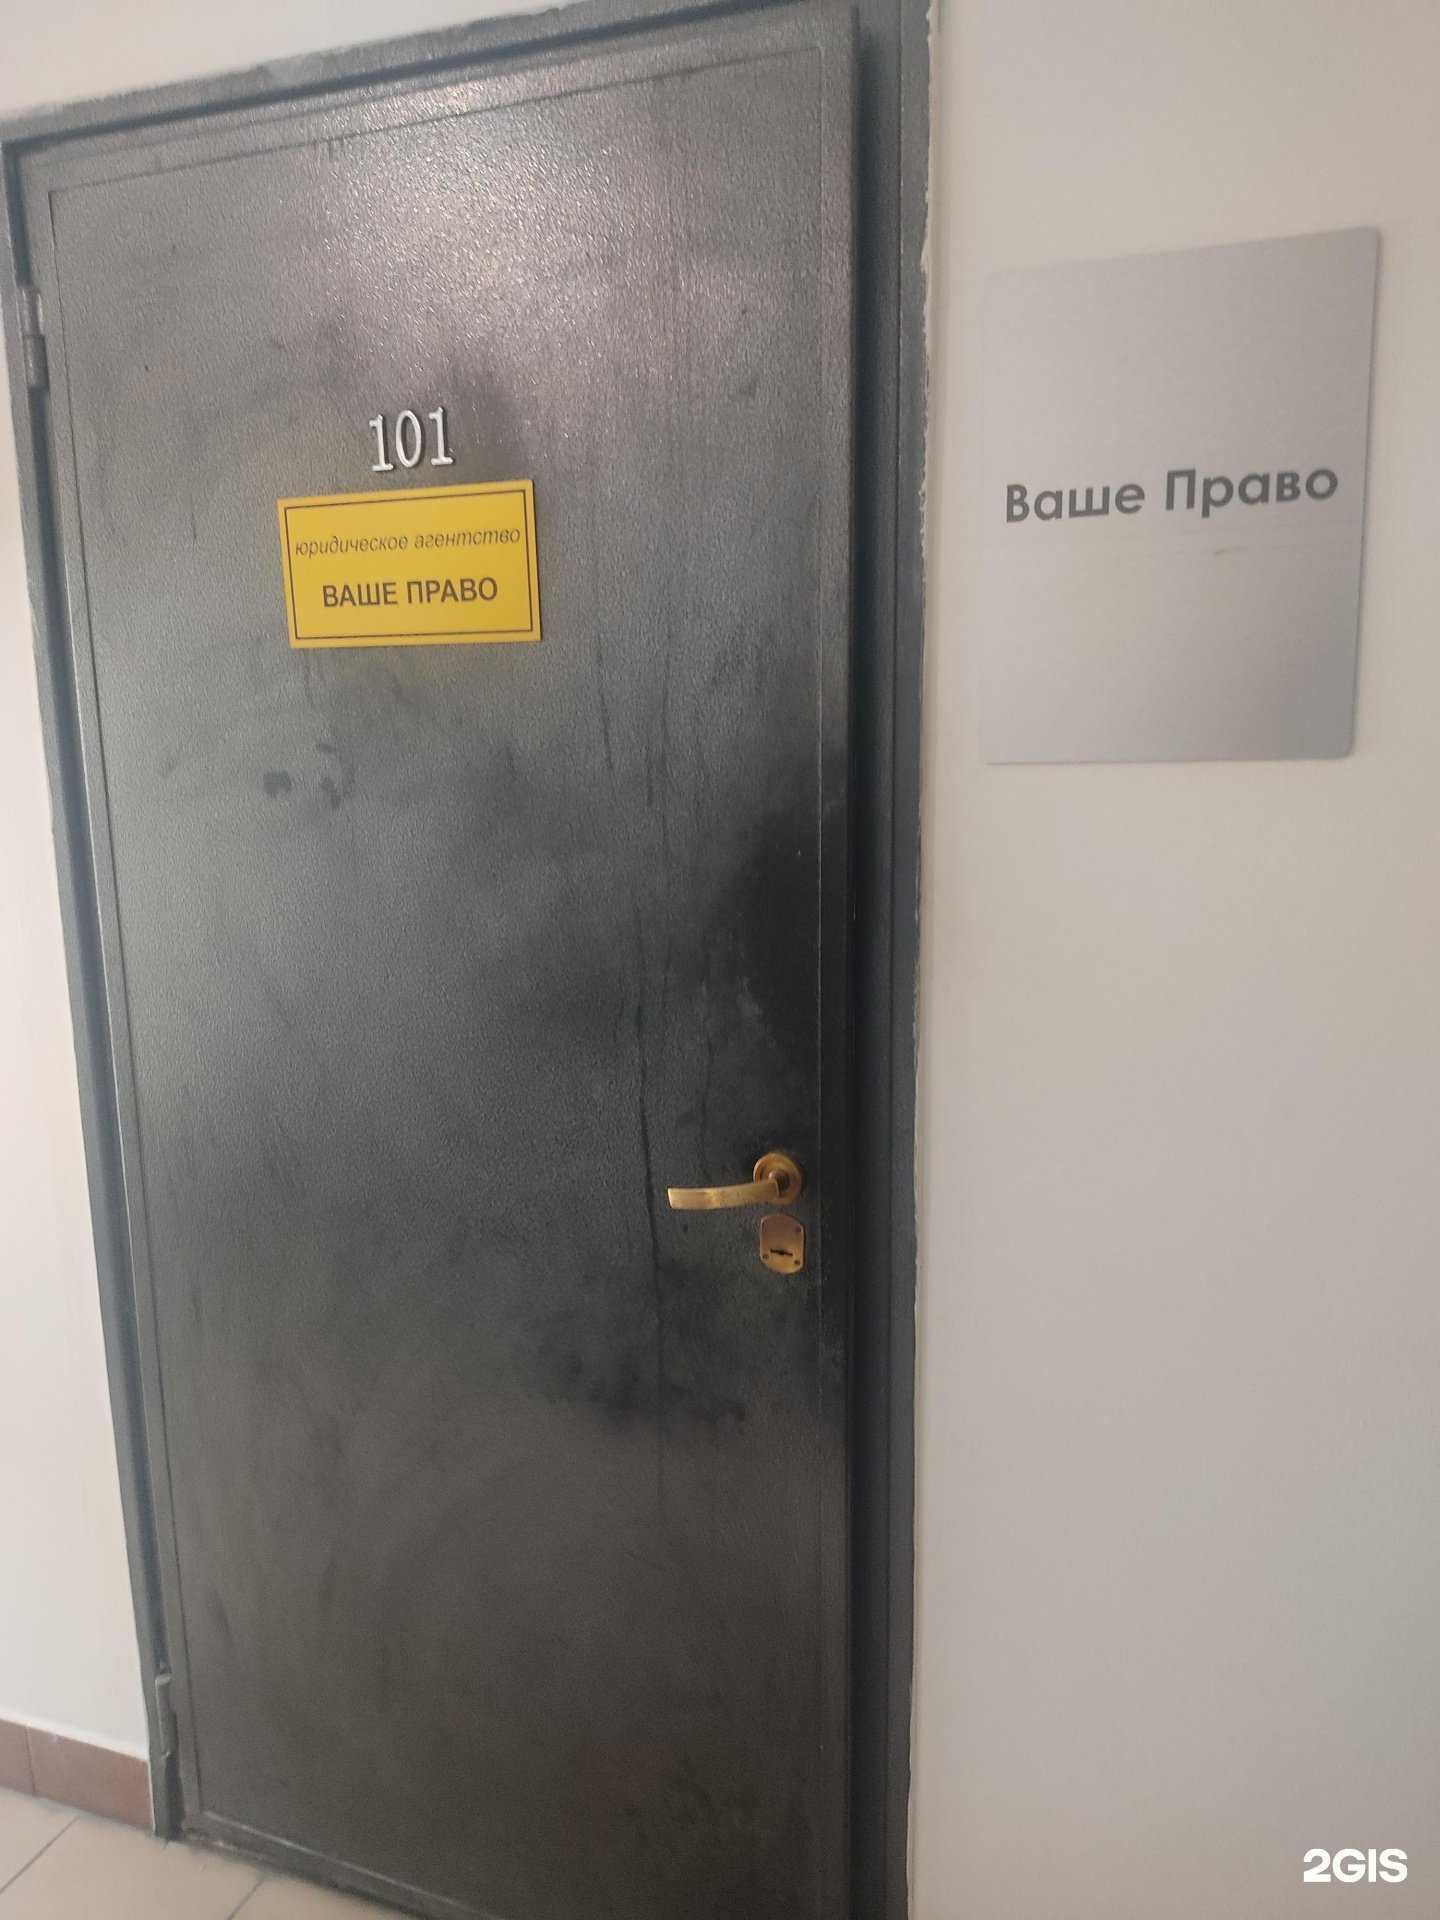 101
юридическое агентство
ВАШЕ ПРАВО
Ваше Право
2GIS